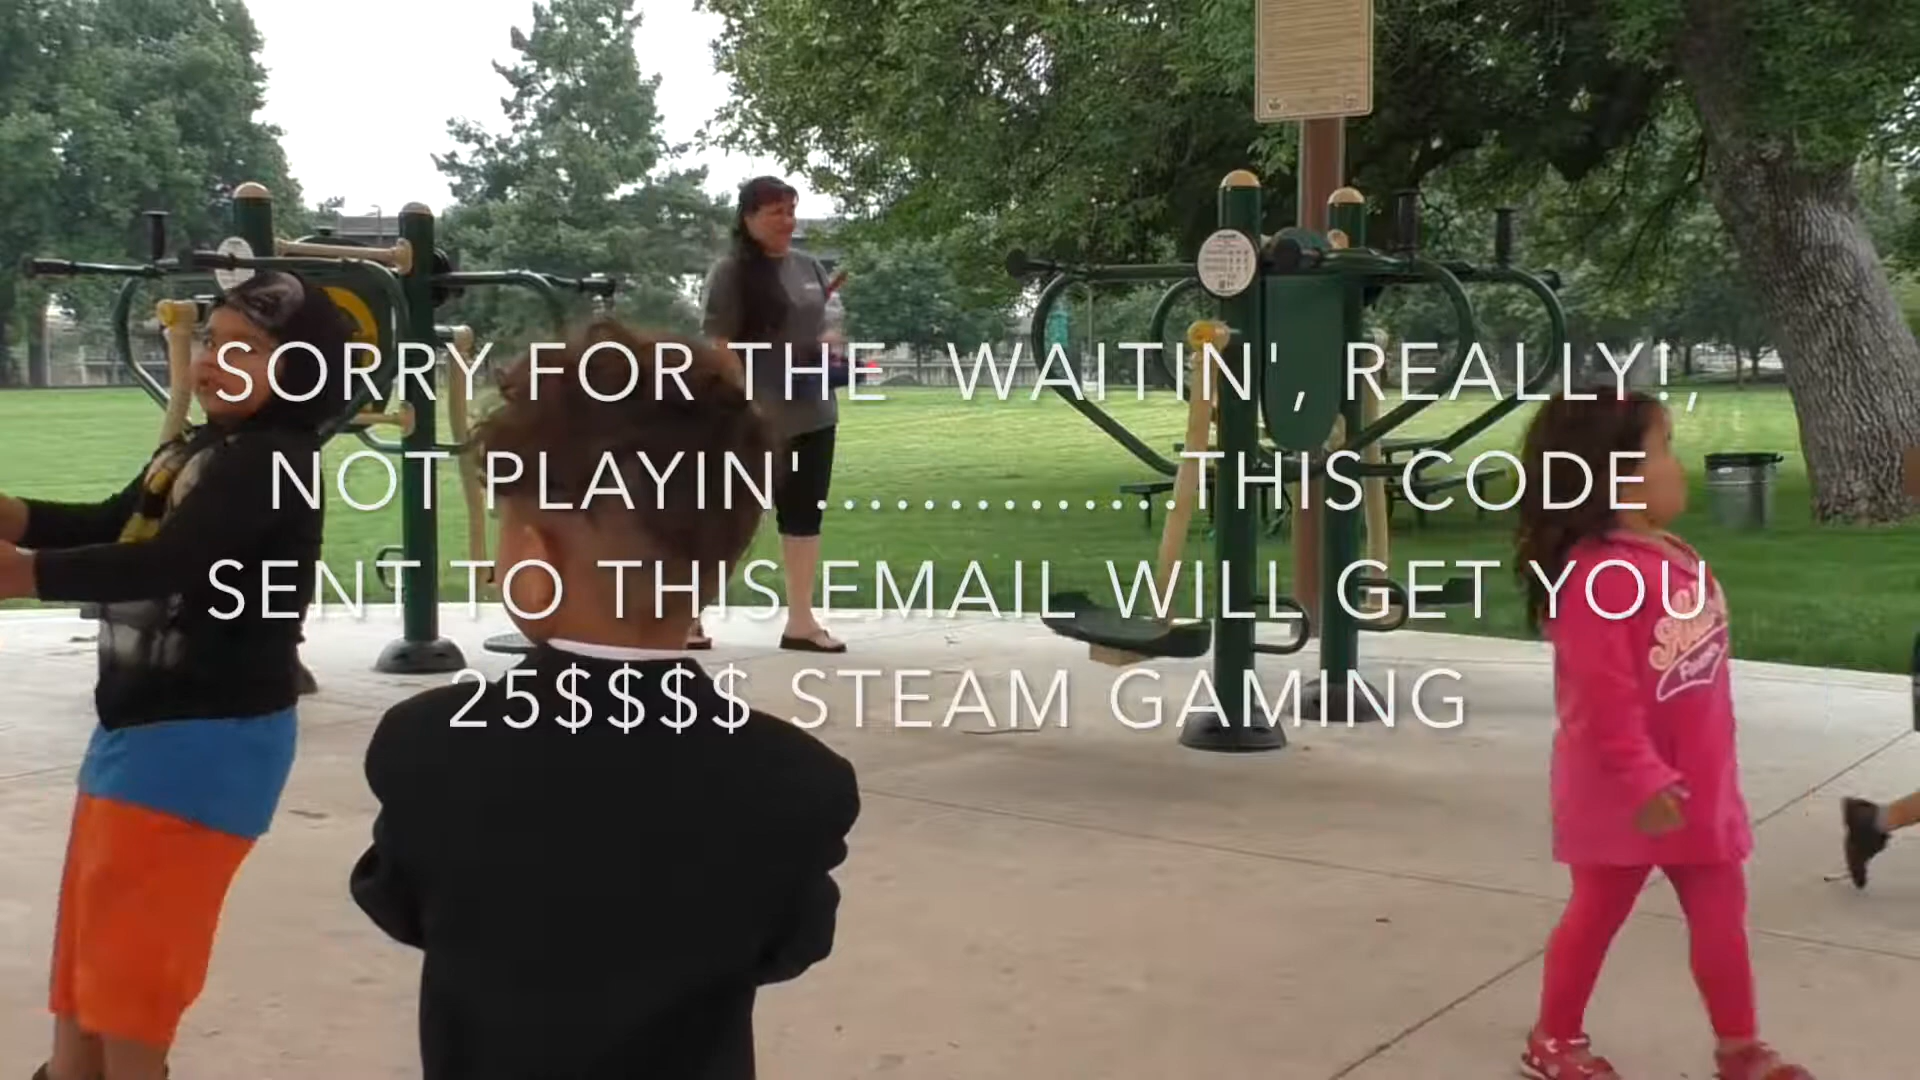 SORRY FOR THE WAITIN', REALLY!,
NOT PLAYIN' ..............THIS CODE
SENT TO THIS EMAIL WILL GET YOU
25$$$$ STEAM GAMING